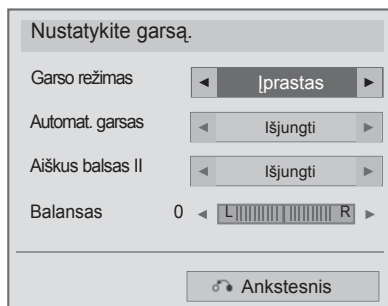 Nustatykite garsą.
Garso režimas ◄ Įprastas ►
Automat. garsas ◄ Išjungti ►
Aiškus balsas II ◄ Išjungti ►
Balansas 0 ◄ L R ►
Ankstesnis